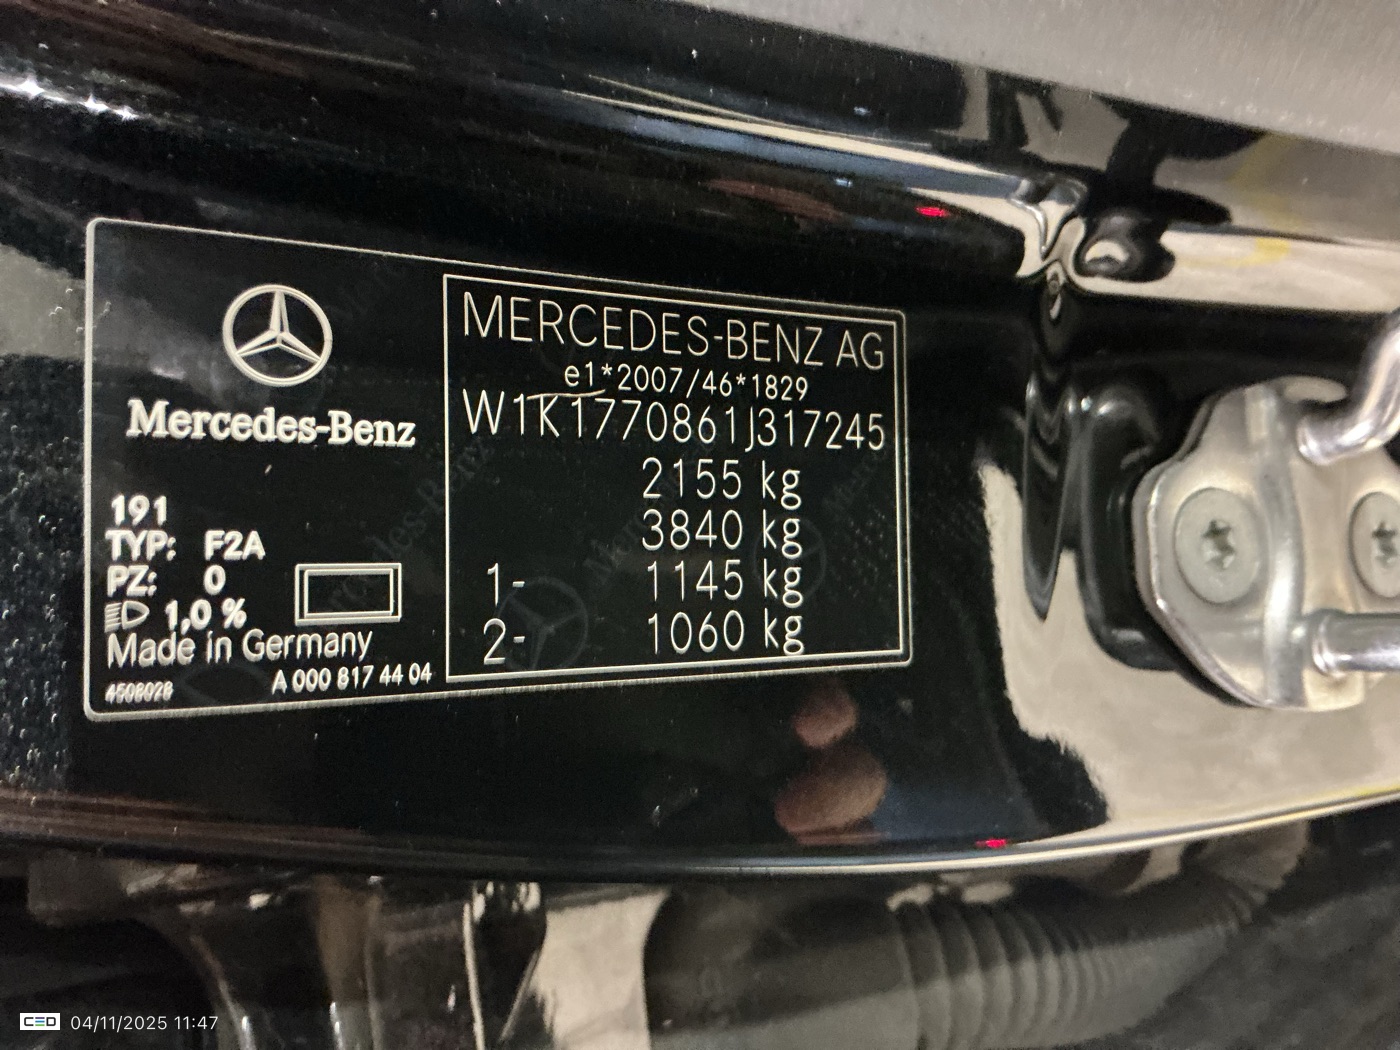 Mercedes-Benz
191
TYP: F2A
PZ: 0
1,0 %
Made in Germany
4508028
A 000 817 44 04
MERCEDES-BENZ AG
e1*2007/46*1829
W1K1770861J317245
2155 kg
3840 kg
1- 1145 kg
2- 1060 kg
CED 04/11/2025 11:47